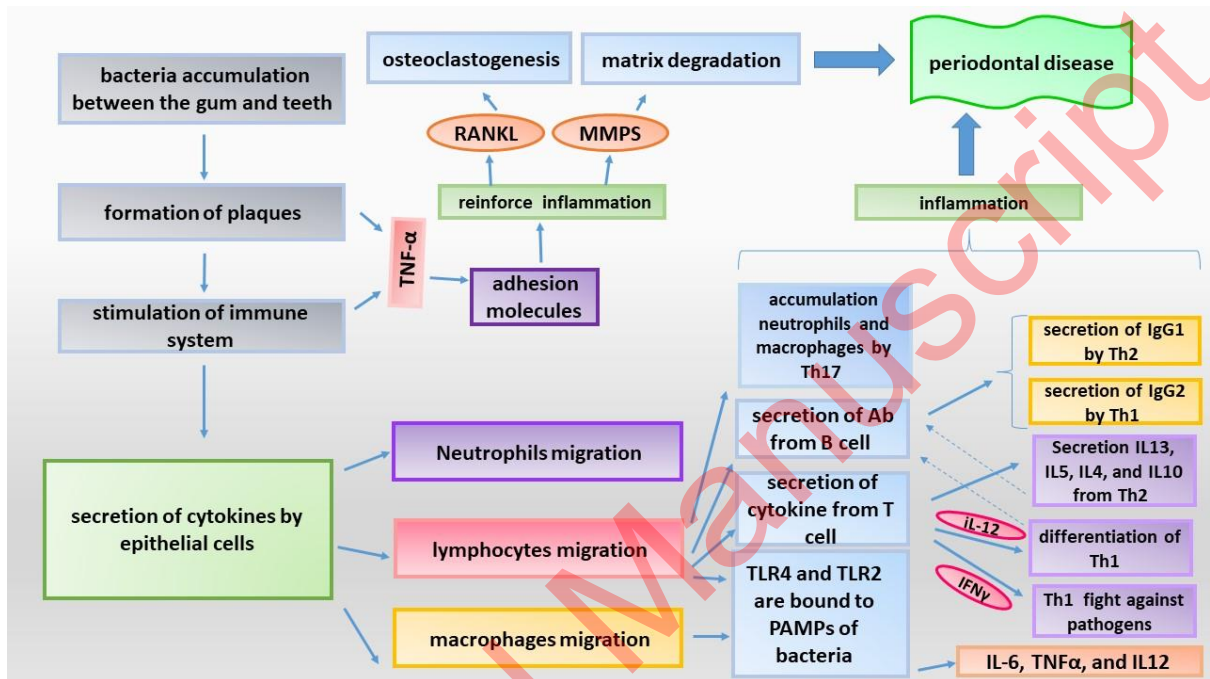 bacteria accumulation
between the gum and teeth
formation of plaques
stimulation of immune
system
secretion of cytokines by
epithelial cells
osteoclastogenesis
matrix degradation
RANKL
MMPS
reinforce inflammation
TNF-α
adhesion
molecules
periodontal disease
inflammation
Neutrophils migration
lymphocytes migration
macrophages migration
accumulation
neutrophils and
macrophages by
Th17
secretion of Ab
from B cell
secretion of
cytokine from T
cell
TLR4 and TLR2
are bound to
PAMPs of
bacteria
secretion of IgG1
by Th2
secretion of IgG2
by Th1
Secretion IL13,
IL5, IL4, and IL10
from Th2
iL-12
differentiation of
Th1
IFNγ
Th1 fight against
pathogens
IL-6, TNFα, and IL12
Manuscript